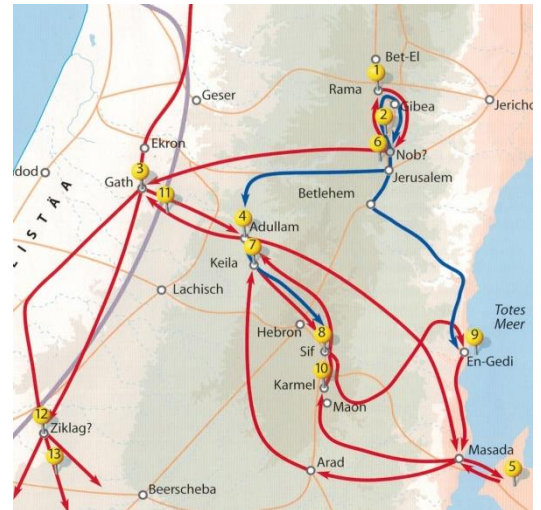 Bet-El
1
Rama
Geser
Gibea
Jericho
2
Ekron
6
Nob?
dod
3
Gath
Jerusalem
11
Betlehem
LISTÄA
4
Adullam
7
Keila
Lachisch
Totes
Meer
Hebron
8
9
Sif
En-Gedi
10
Karmel
Maon
12
Ziklag?
Masada
13
Arad
5
Beerscheba